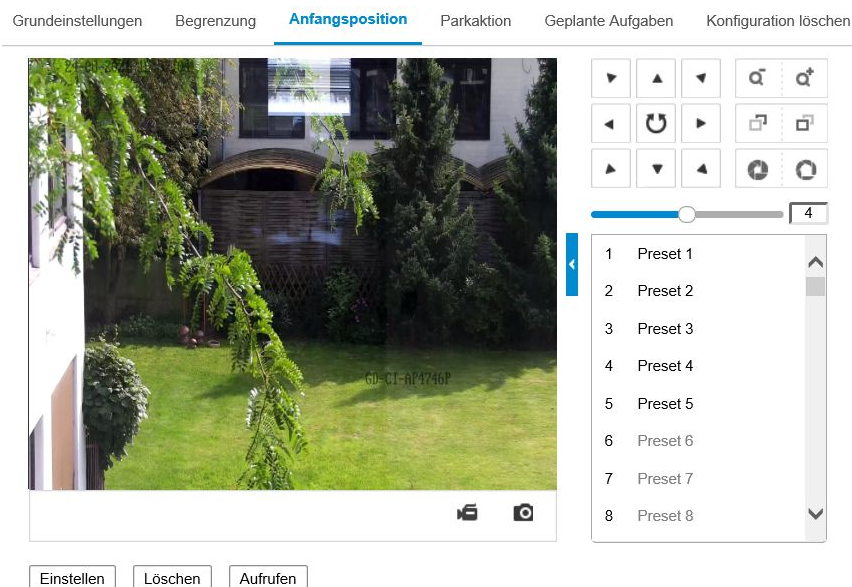 Grundeinstellungen Begrenzung Anfangsposition Parkaktion Geplante Aufgaben Konfiguration löschen
GD-CI-AP4746P
4
1 Preset 1
2 Preset 2
3 Preset 3
4 Preset 4
5 Preset 5
6 Preset 6
7 Preset 7
8 Preset 8
Einstellen Löschen Aufrufen